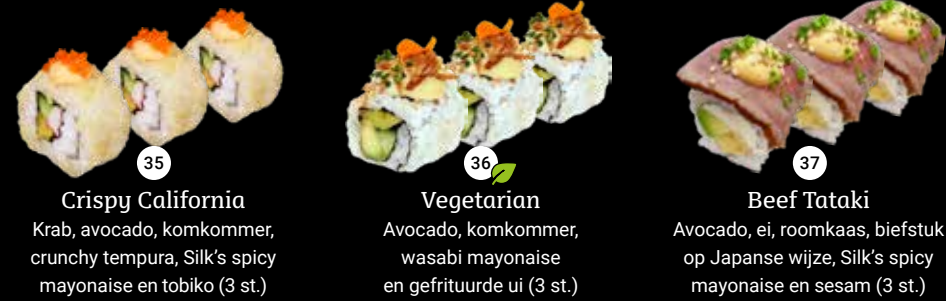 35
Crispy California
Krab, avocado, komkommer,
crunchy tempura, Silk's spicy
mayonaise en tobiko (3 st.)
36
Vegetarian
Avocado, komkommer,
wasabi mayonaise
en gefrituurde ui (3 st.)
37
Beef Tataki
Avocado, ei, roomkaas, biefstuk
op Japanse wijze, Silk's spicy
mayonaise en sesam (3 st.)